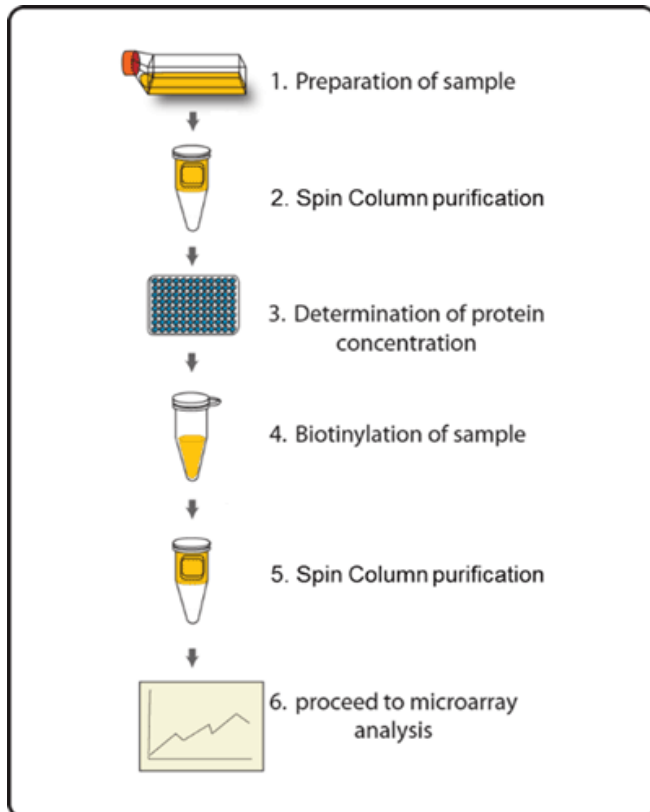 1. Preparation of sample
2. Spin Column purification
3. Determination of protein
concentration
4. Biotinylation of sample
5. Spin Column purification
6. proceed to microarray
analysis